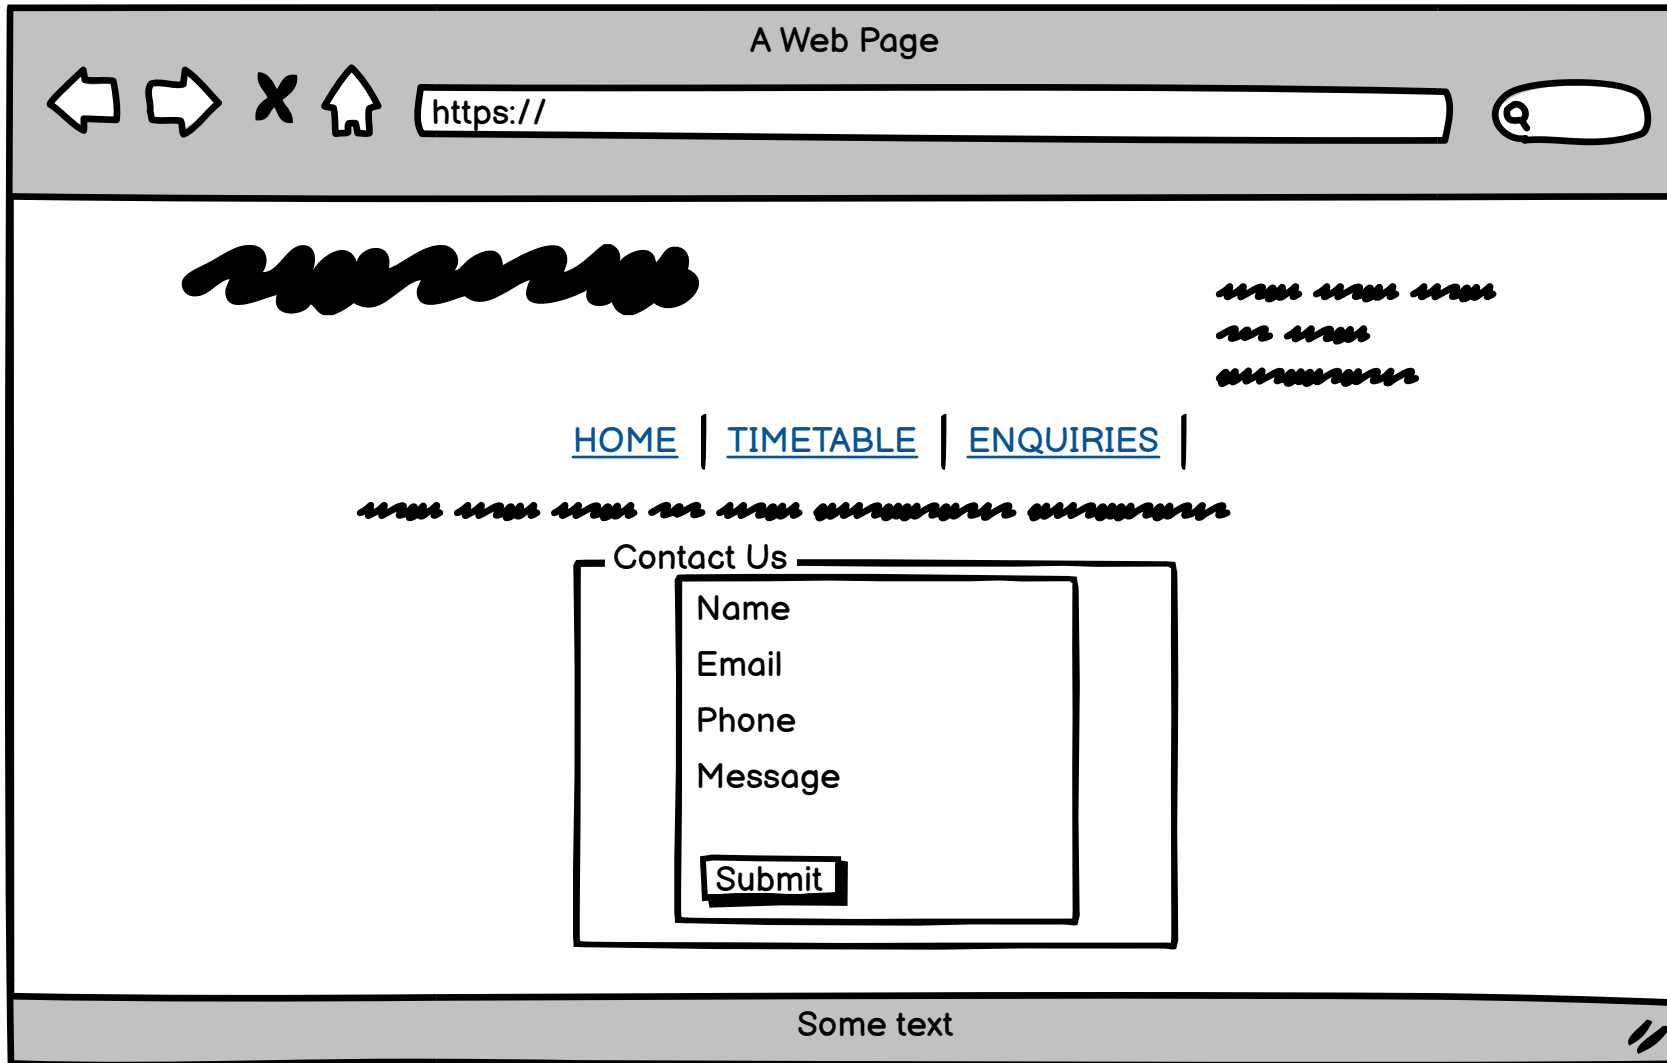 A Web Page
https://
HOME | TIMETABLE | ENQUIRIES |
Contact Us
Name
Email
Phone
Message
Submit
Some text